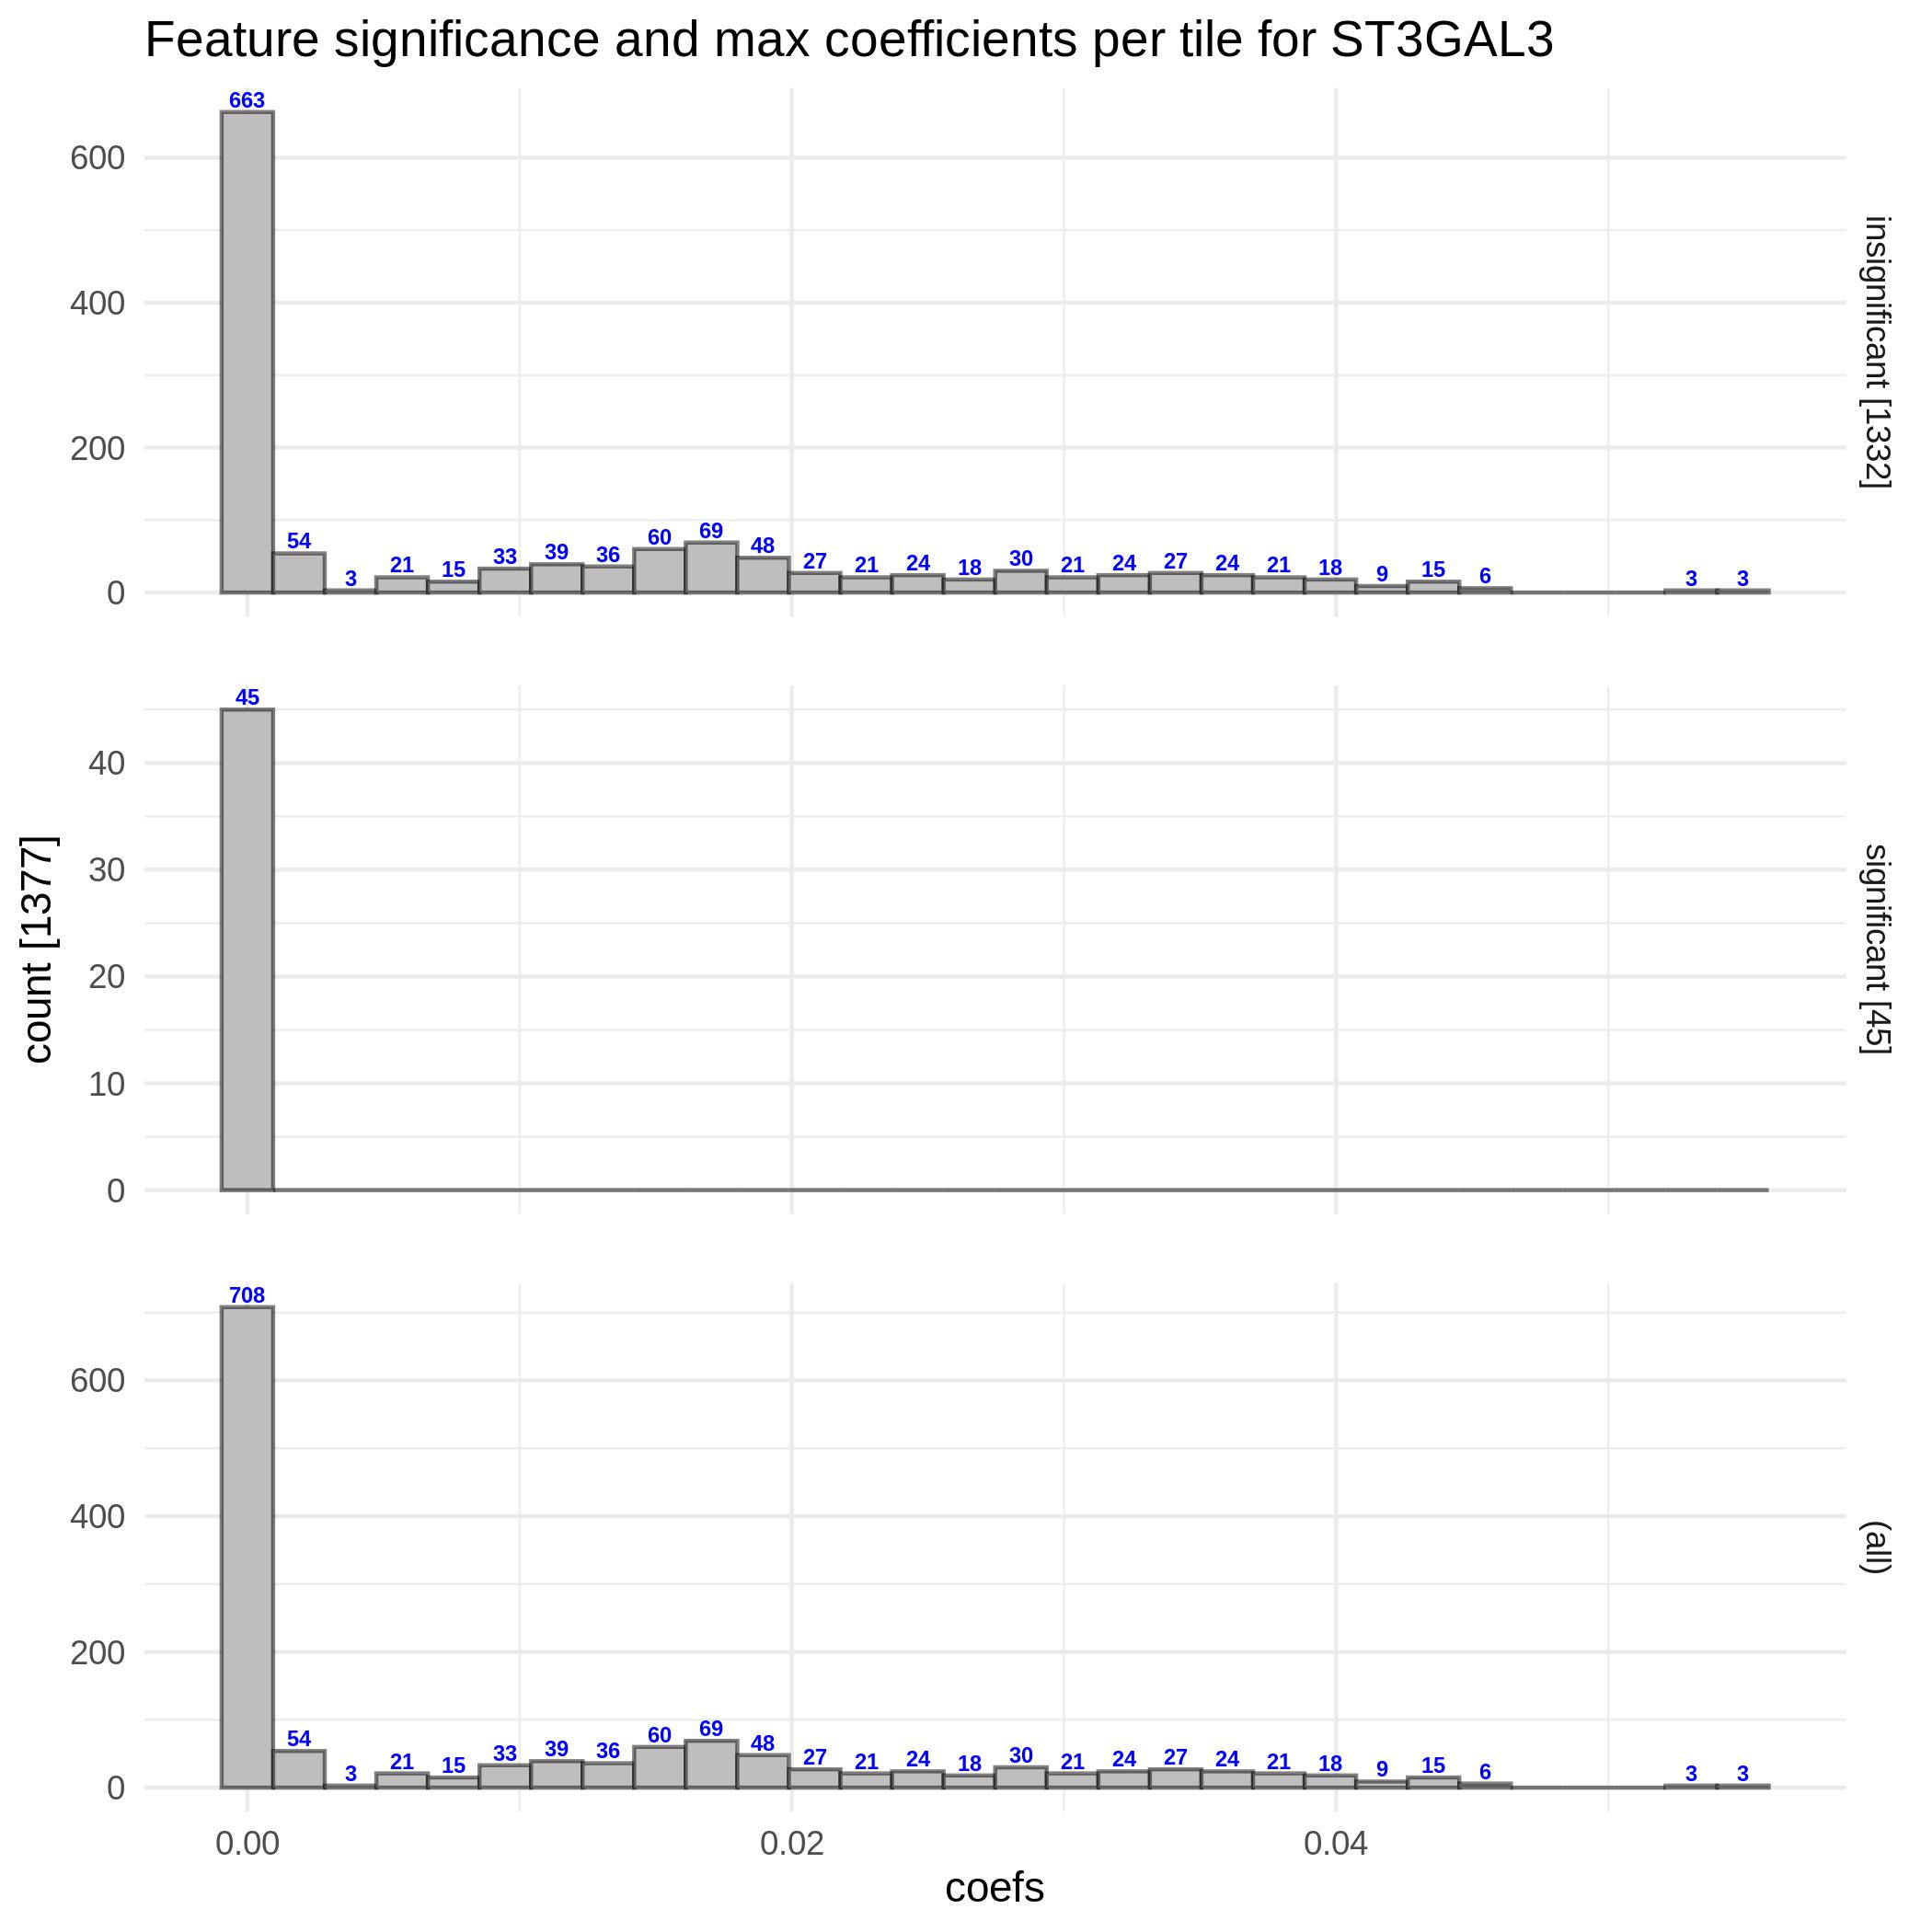 Feature significance and max coefficients per tile for ST3GAL3
663
600
400
200
0
54 3 21 15 33 39 36 60 69 48 27 21 24 18 30 21 24 27 24 21 18 9 15 6 3 3
insignificant [1332]
45
40
30
20
10
0
significant [45]
count [1377]
708
600
400
200
0
54 3 21 15 33 39 36 60 69 48 27 21 24 18 30 21 24 27 24 21 18 9 15 6 3 3
(all)
0.00 0.02 0.04
coefs